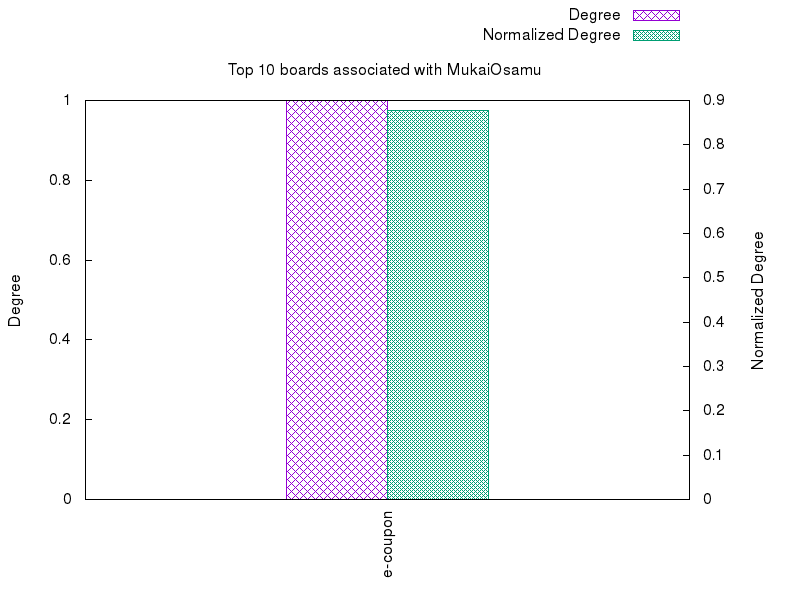 Degree
Normalized Degree
Top 10 boards associated with MukaiOsamu
1
0.8
0.6
0.4
0.2
0
0.9
0.8
0.7
0.6
0.5
0.4
0.3
0.2
0.1
0
Degree
Normalized Degree
e-coupon